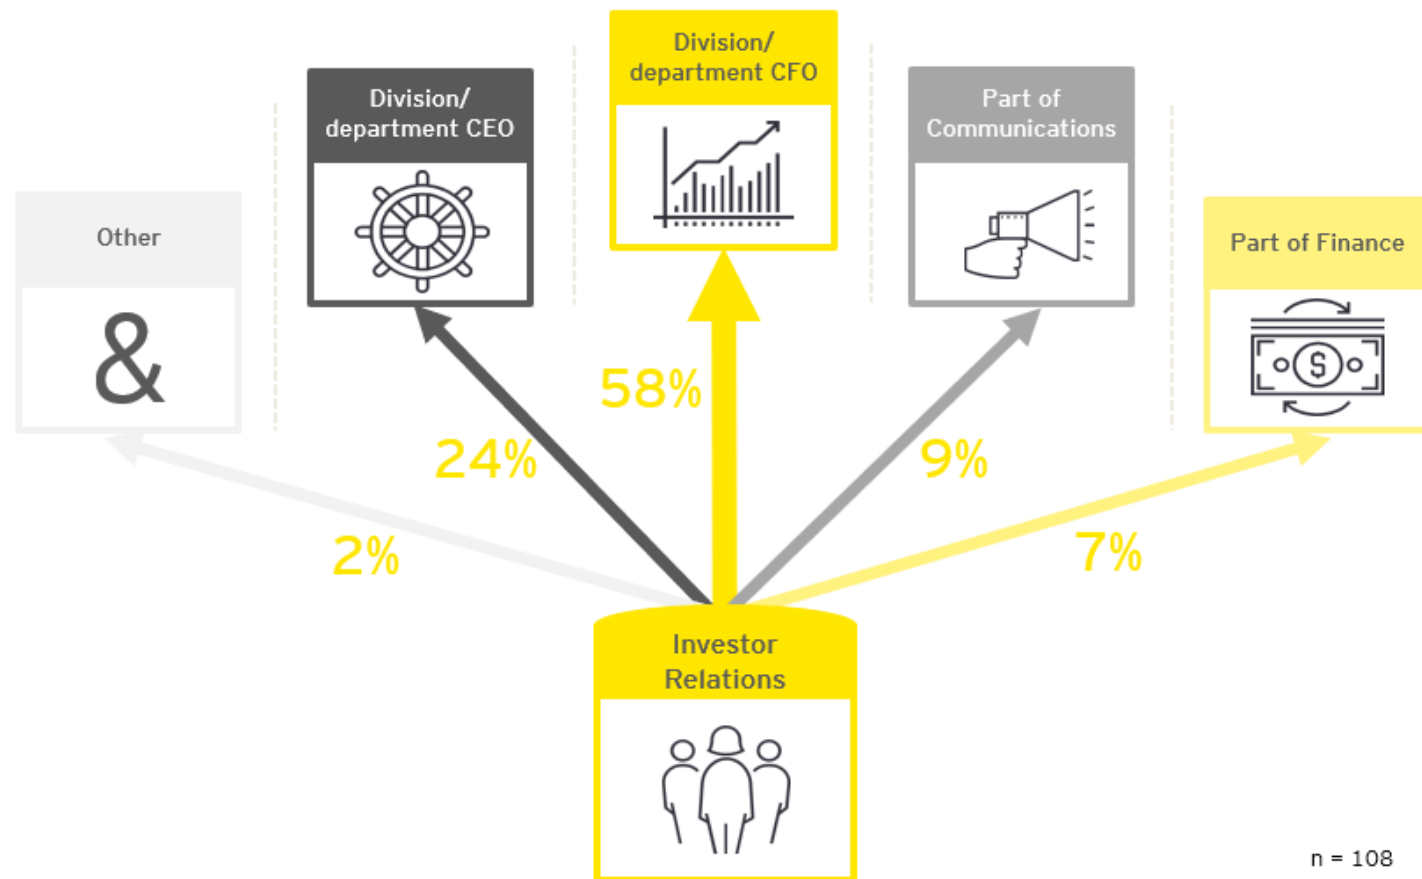 Division/
department CFO
Division/
department CEO
Part of
Communications
Other
Part of Finance
&
$
58%
24%
9%
2%
7%
Investor
Relations
n = 108